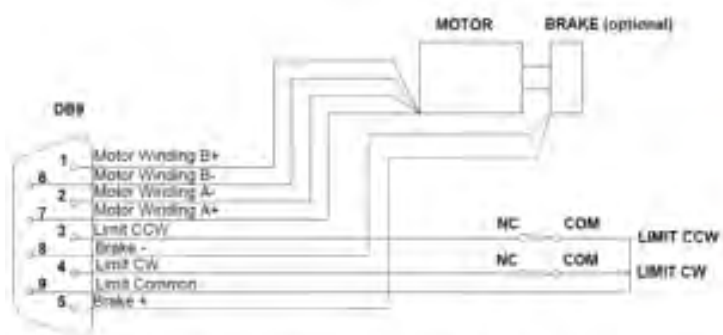 MOTOR BRAKE (optional)
DB9
1 Motor Winding B+
6 Motor Winding B-
2 Motor Winding A-
7 Motor Winding A+
3 Limit CCW NC COM LIMIT CCW
8 Brake -
4 Limit CW NC COM LIMIT CW
9 Limit Common
5 Brake +